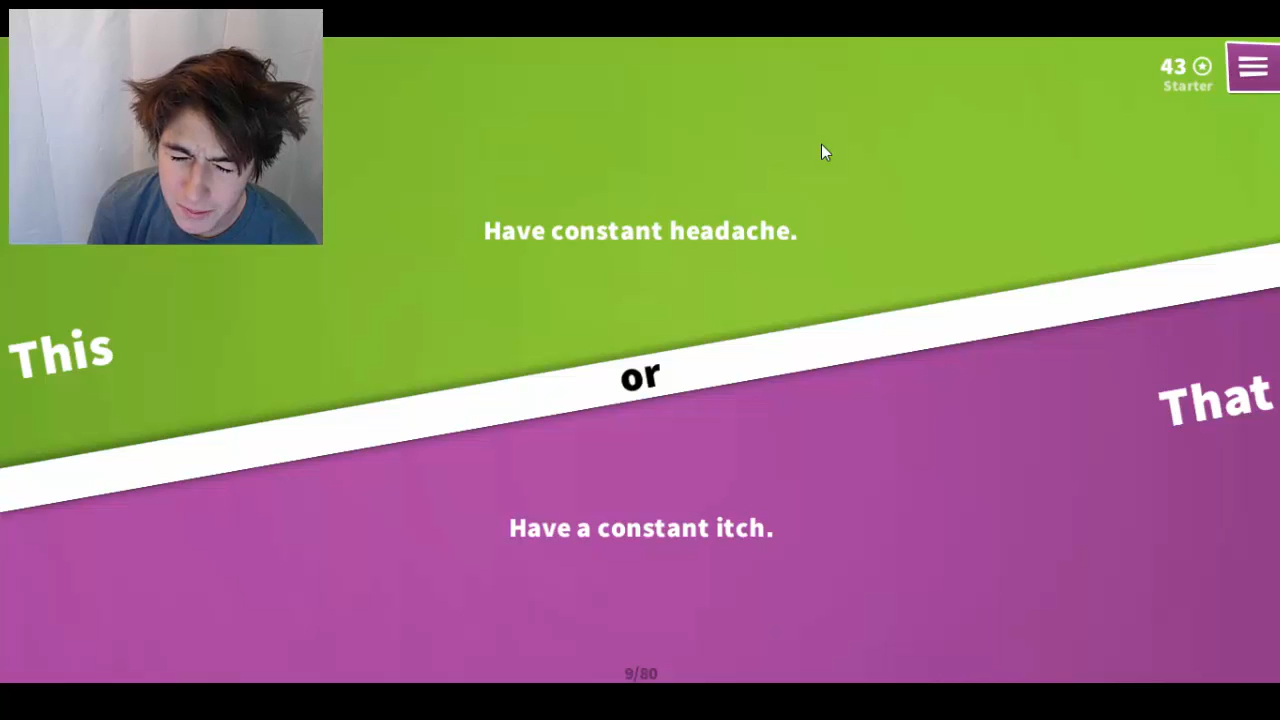 43
Starter
Have constant headache.
This
or
That
Have a constant itch.
9/80